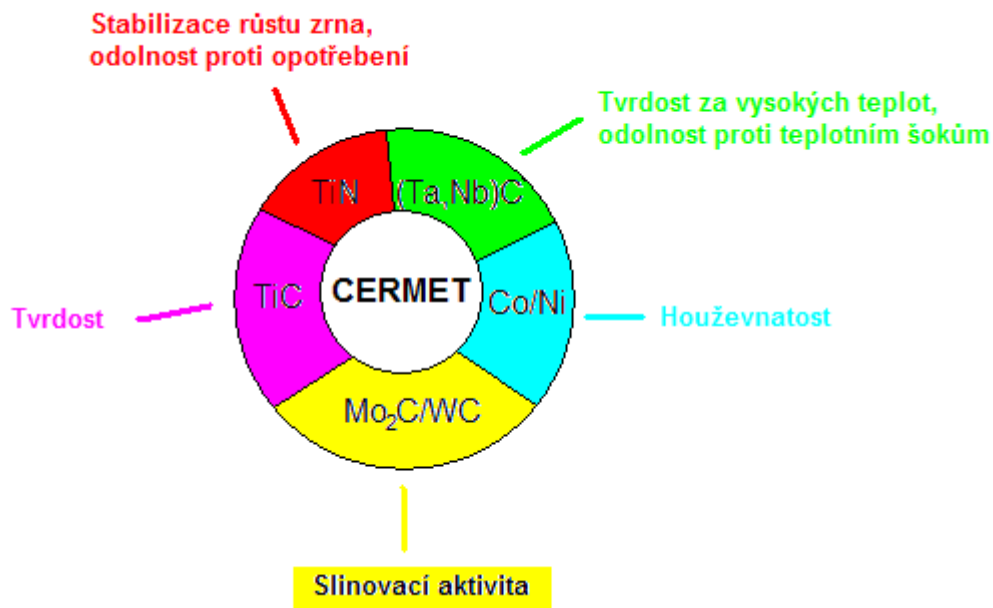 Stabilizace růstu zrna,
odolnost proti opotřebení
Tvrdost za vysokých teplot,
odolnost proti teplotním šokům
TiN
(Ta,Nb)C
TiC
CERMET
Co/Ni
Tvrdost
Houževnatost
Mo₂C/WC
Slinovací aktivita